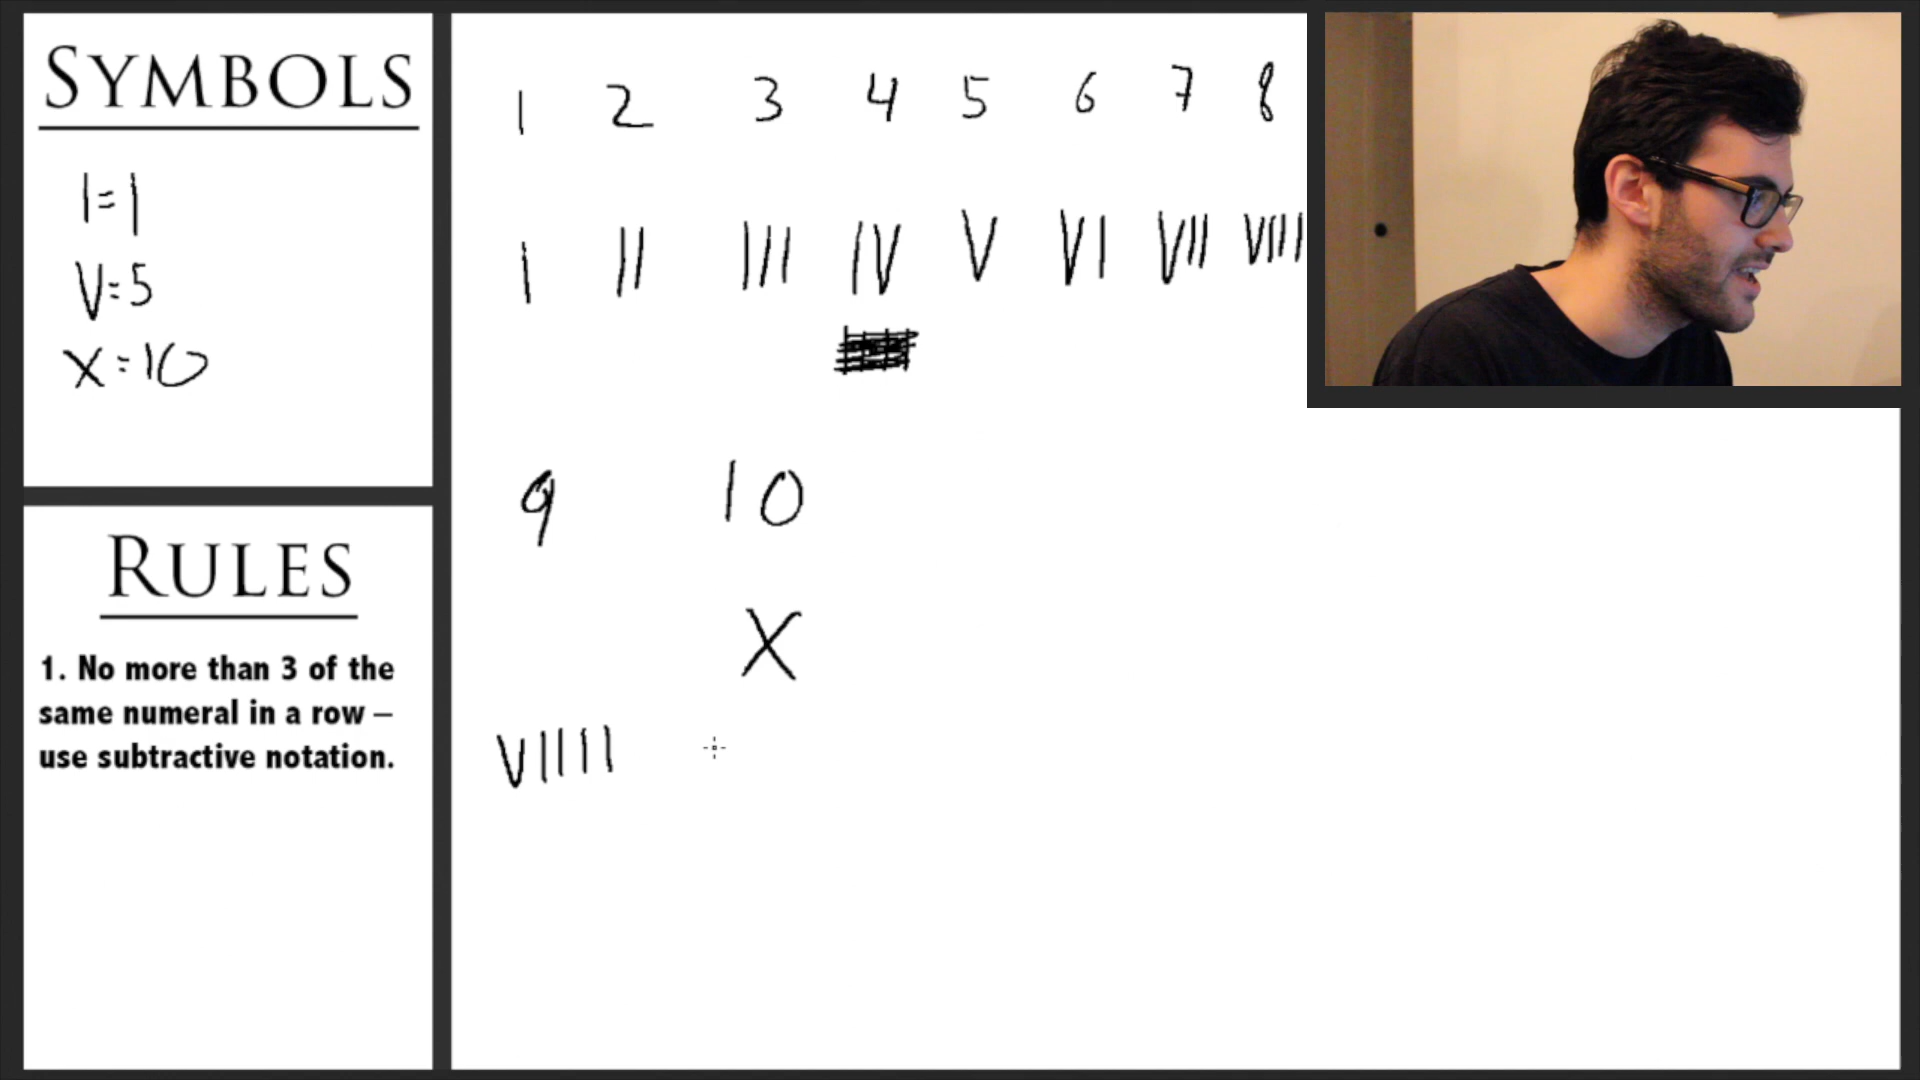 SYMBOLS
I=1
V=5
X=10
RULES
1. No more than 3 of the
same numeral in a row –
use subtractive notation.
1 2 3 4 5 6 7 8
I II III IV V VI VII VIII
9 10
X
VIIII